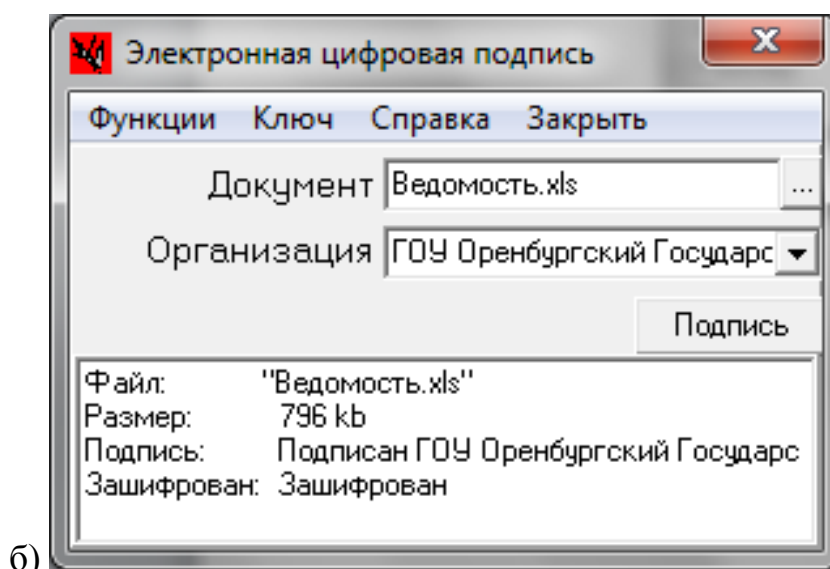 Электронная цифровая подпись
Функции Ключ Справка Закрыть
Документ Ведомость.xls ...
Организация ГОУ Оренбургский Государс
Подпись
Файл: "Ведомость.xls"
Размер: 796 kb
Подпись: Подписан ГОУ Оренбургский Государс
Зашифрован: Зашифрован
б)